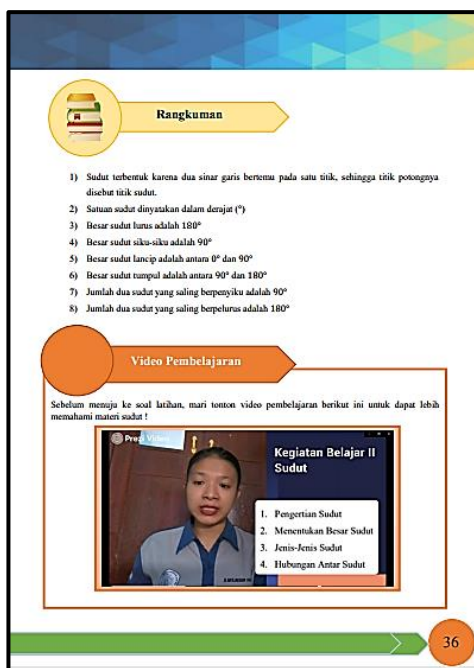 Rangkuman
1) Sudut terbentuk karena dua sinar garis bertemu pada satu titik, sehingga titik potongnya
disebut titik sudut.
2) Satuan sudut dinyatakan dalam derajat (°)
3) Besar sudut lurus adalah 180°
4) Besar sudut siku-siku adalah 90°
5) Besar sudut lancip adalah antara 0° dan 90°
6) Besar sudut tumpul adalah antara 90° dan 180°
7) Jumlah dua sudut yang saling berpenyiku adalah 90°
8) Jumlah dua sudut yang saling berpelurus adalah 180°
Video Pembelajaran
Sebelum menuju ke soal latihan, mari tonton video pembelajaran berikut ini untuk dapat lebih
memahami materi sudut !
Prezi Video
Kegiatan Belajar II
Sudut
1. Pengertian Sudut
2. Menentukan Besar Sudut
3. Jenis-Jenis Sudut
4. Hubungan Antar Sudut
36